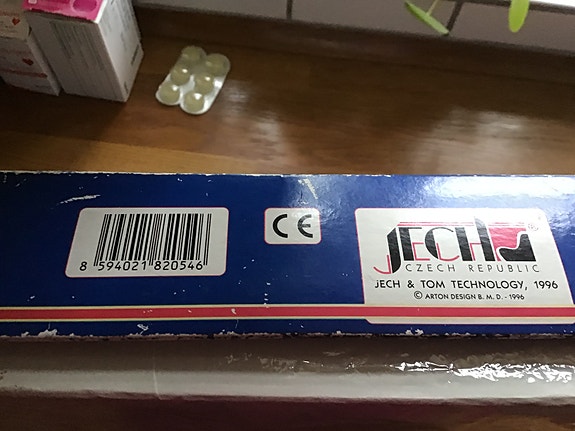 8 594021 820546
CE
JECH®
CZECH REPUBLIC
JECH & TOM TECHNOLOGY, 1996
© ARTON DESIGN B. M. D. - 1996